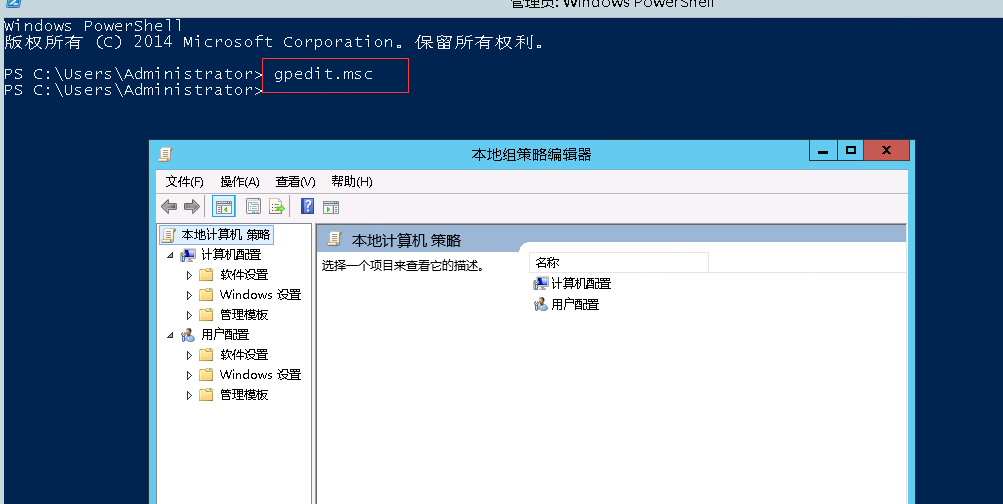 管理员: Windows PowerShell
Windows PowerShell
版权所有 (C) 2014 Microsoft Corporation。保留所有权利。
PS C:\Users\Administrator> gpedit.msc
PS C:\Users\Administrator>
本地组策略编辑器
文件(F) 操作(A) 查看(V) 帮助(H)
本地计算机 策略
计算机配置
软件设置
Windows 设置
管理模板
用户配置
软件设置
Windows 设置
管理模板
本地计算机 策略
选择一个项目来查看它的描述。
名称
计算机配置
用户配置